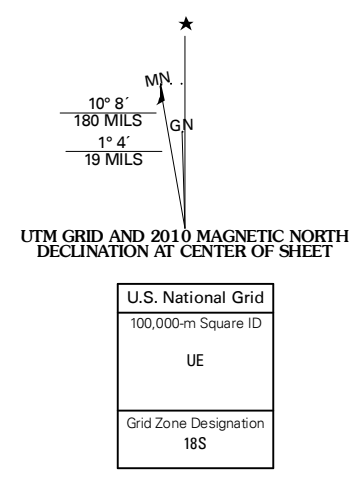 MN
10° 8´
180 MILS
GN
1° 4´
19 MILS
UTM GRID AND 2010 MAGNETIC NORTH
DECLINATION AT CENTER OF SHEET
U.S. National Grid
100,000-m Square ID
UE
Grid Zone Designation
18S